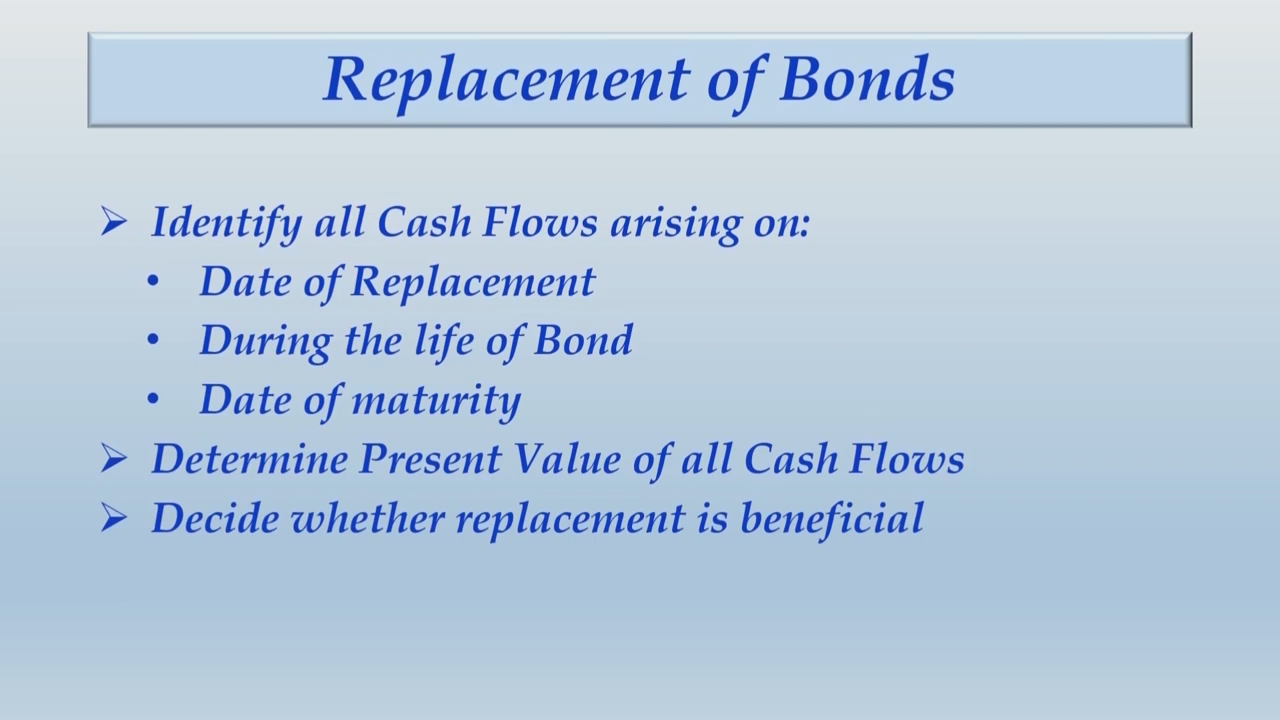 Replacement of Bonds
➢ Identify all Cash Flows arising on:
• Date of Replacement
• During the life of Bond
• Date of maturity
➢ Determine Present Value of all Cash Flows
➢ Decide whether replacement is beneficial